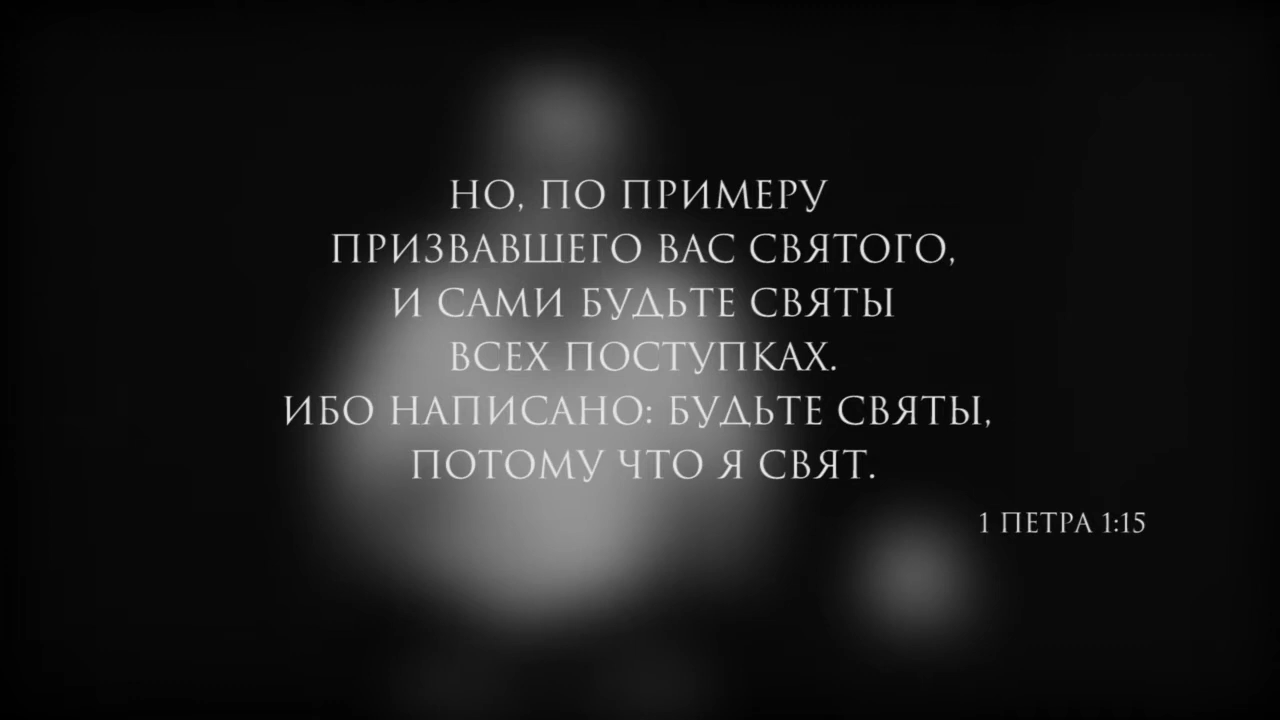 НО, ПО ПРИМЕРУ
ПРИЗВАВШЕГО ВАС СВЯТОГО,
И САМИ БУДЬТЕ СВЯТЫ
ВСЕХ ПОСТУПКАХ.
ИБО НАПИСАНО: БУДЬТЕ СВЯТЫ,
ПОТОМУ ЧТО Я СВЯТ.
1 ПЕТРА 1:15